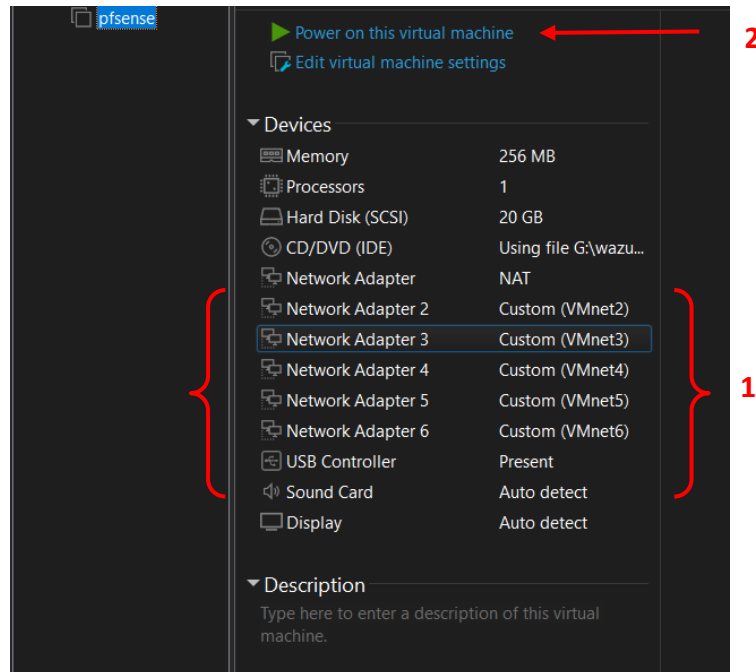 pfsense
Power on this virtual machine 2
Edit virtual machine settings
Devices
Memory 256 MB
Processors 1
Hard Disk (SCSI) 20 GB
CD/DVD (IDE) Using file G:\wazu...
Network Adapter NAT
Network Adapter 2 Custom (VMnet2)
Network Adapter 3 Custom (VMnet3)
Network Adapter 4 Custom (VMnet4)
1
Network Adapter 5 Custom (VMnet5)
Network Adapter 6 Custom (VMnet6)
USB Controller Present
Sound Card Auto detect
Display Auto detect
Description
Type here to enter a description of this virtual
machine.